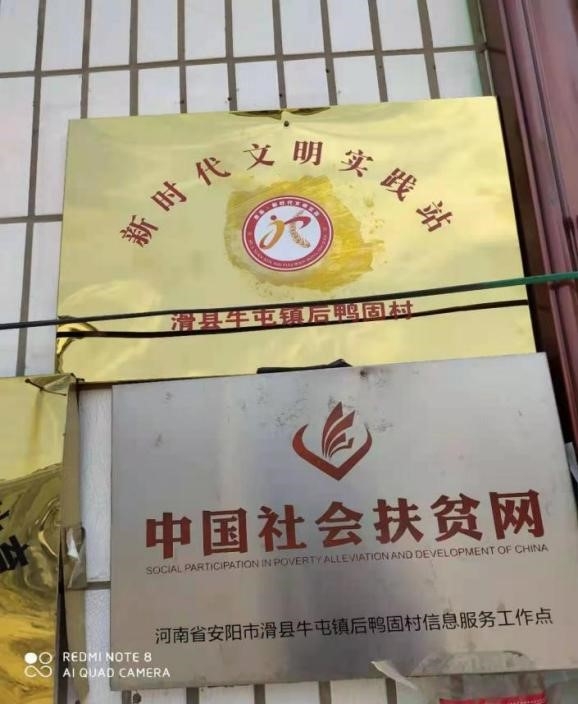 新时代文明实践站
滑县牛屯镇后鸭固村
中国社会扶贫网
SOCIAL PARTICIPATION IN POVERTY ALLEVIATION AND DEVELOPMENT OF CHINA
河南省安阳市滑县牛屯镇后鸭固村信息服务工作点
REDMI NOTE 8
AI QUAD CAMERA